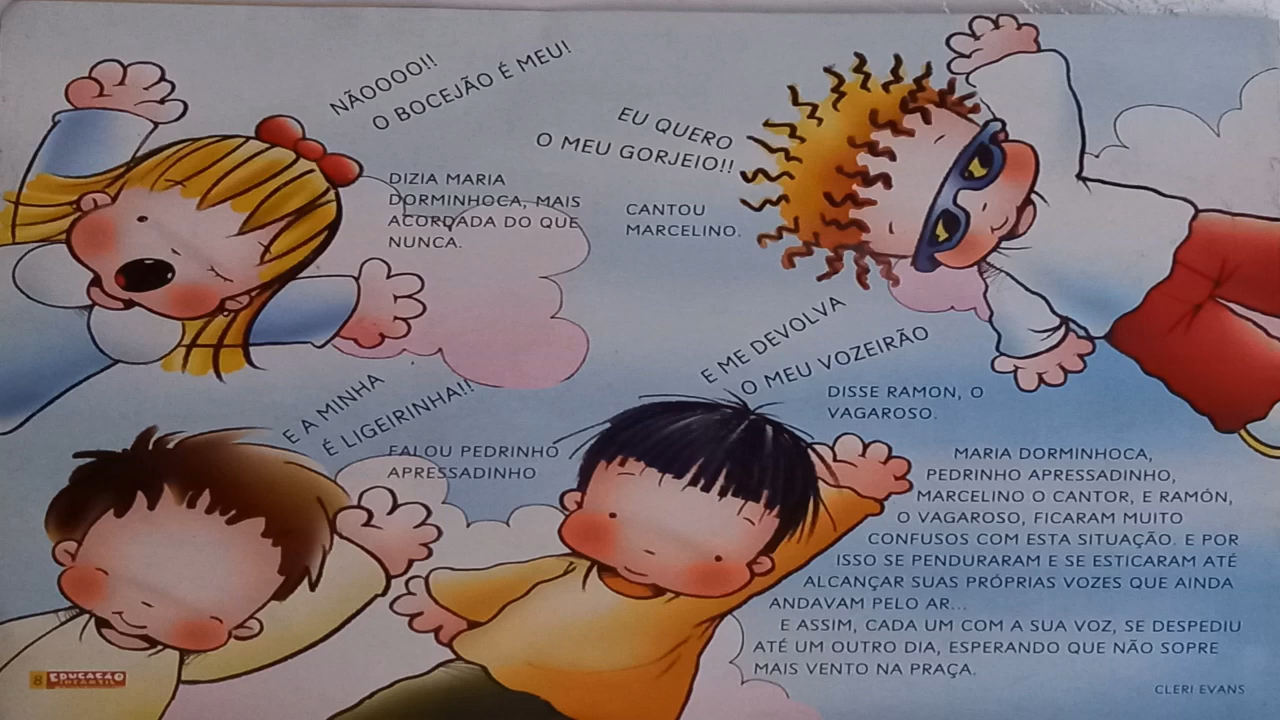 NÃOOOO!!
O BOCEJÃO É MEU!
DIZIA MARIA
DORMINHOCA, MAIS
ACORDADA DO QUE
NUNCA.
EU QUERO
O MEU GORJEIO!!
CANTOU
MARCELINO.
E A MINHA
É LIGEIRINHA!!
FALOU PEDRINHO
APRESSADINHO
E ME DEVOLVA
O MEU VOZEIRÃO
DISSE RAMON, O
VAGAROSO.
MARIA DORMINHOCA,
PEDRINHO APRESSADINHO,
MARCELINO O CANTOR, E RAMÓN,
O VAGAROSO, FICARAM MUITO
CONFUSOS COM ESTA SITUAÇÃO. E POR
ISSO SE PENDURARAM E SE ESTICARAM ATÉ
ALCANÇAR SUAS PRÓPRIAS VOZES QUE AINDA
ANDAVAM PELO AR...
E ASSIM, CADA UM COM A SUA VOZ, SE DESPEDIU
ATÉ UM OUTRO DIA, ESPERANDO QUE NÃO SOPRE
MAIS VENTO NA PRAÇA.
CLERI EVANS
8 EDUCAÇÃO
INFANTIL